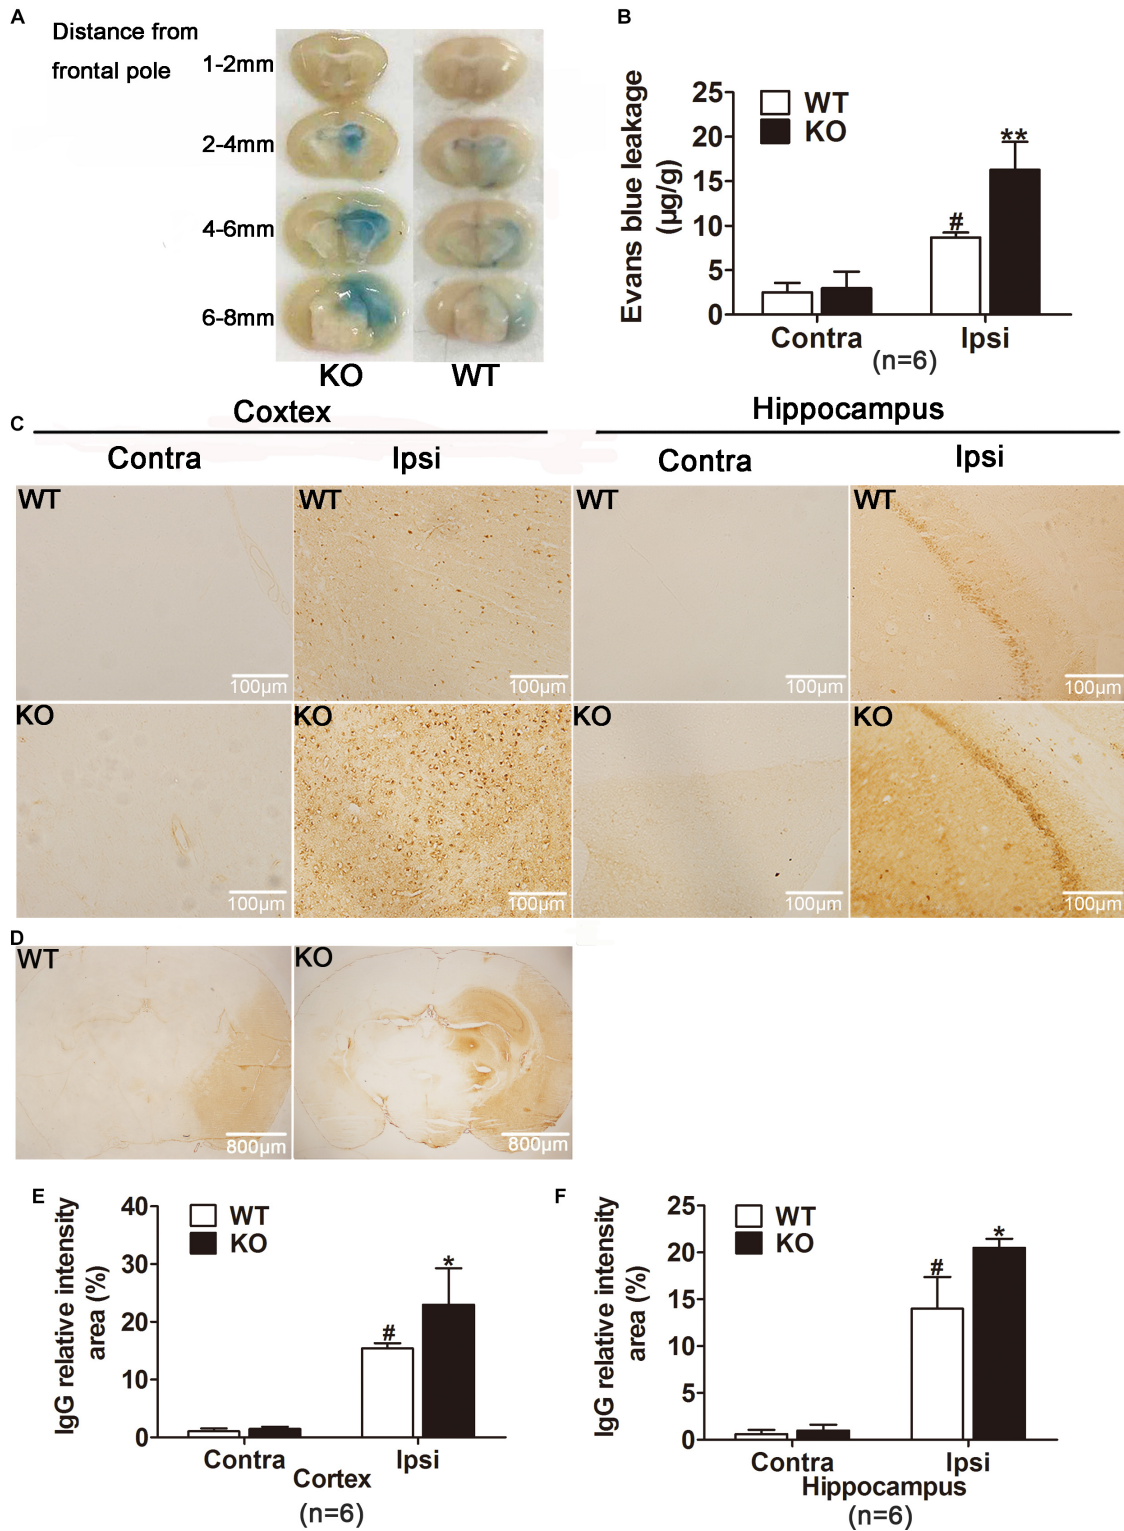 A
Distance from
frontal pole
1-2mm
2-4mm
4-6mm
6-8mm
KO WT
B
Evans blue leakage
(µg/g)
25
20
15
10
5
0
WT
KO
#
**
Contra Ipsi
(n=6)
C
Coxtex Hippocampus
Contra Ipsi Contra Ipsi
WT WT WT WT
100µm 100µm 100µm 100µm
KO KO KO KO
100µm 100µm 100µm 100µm
D
WT KO
800µm 800µm
E
IgG relative intensity
area (%)
40
30
20
10
0
WT
KO
#
*
Contra Ipsi
Cortex
(n=6)
F
IgG relative intensity
area (%)
25
20
15
10
5
0
WT
KO
#
*
Contra Ipsi
Hippocampus
(n=6)